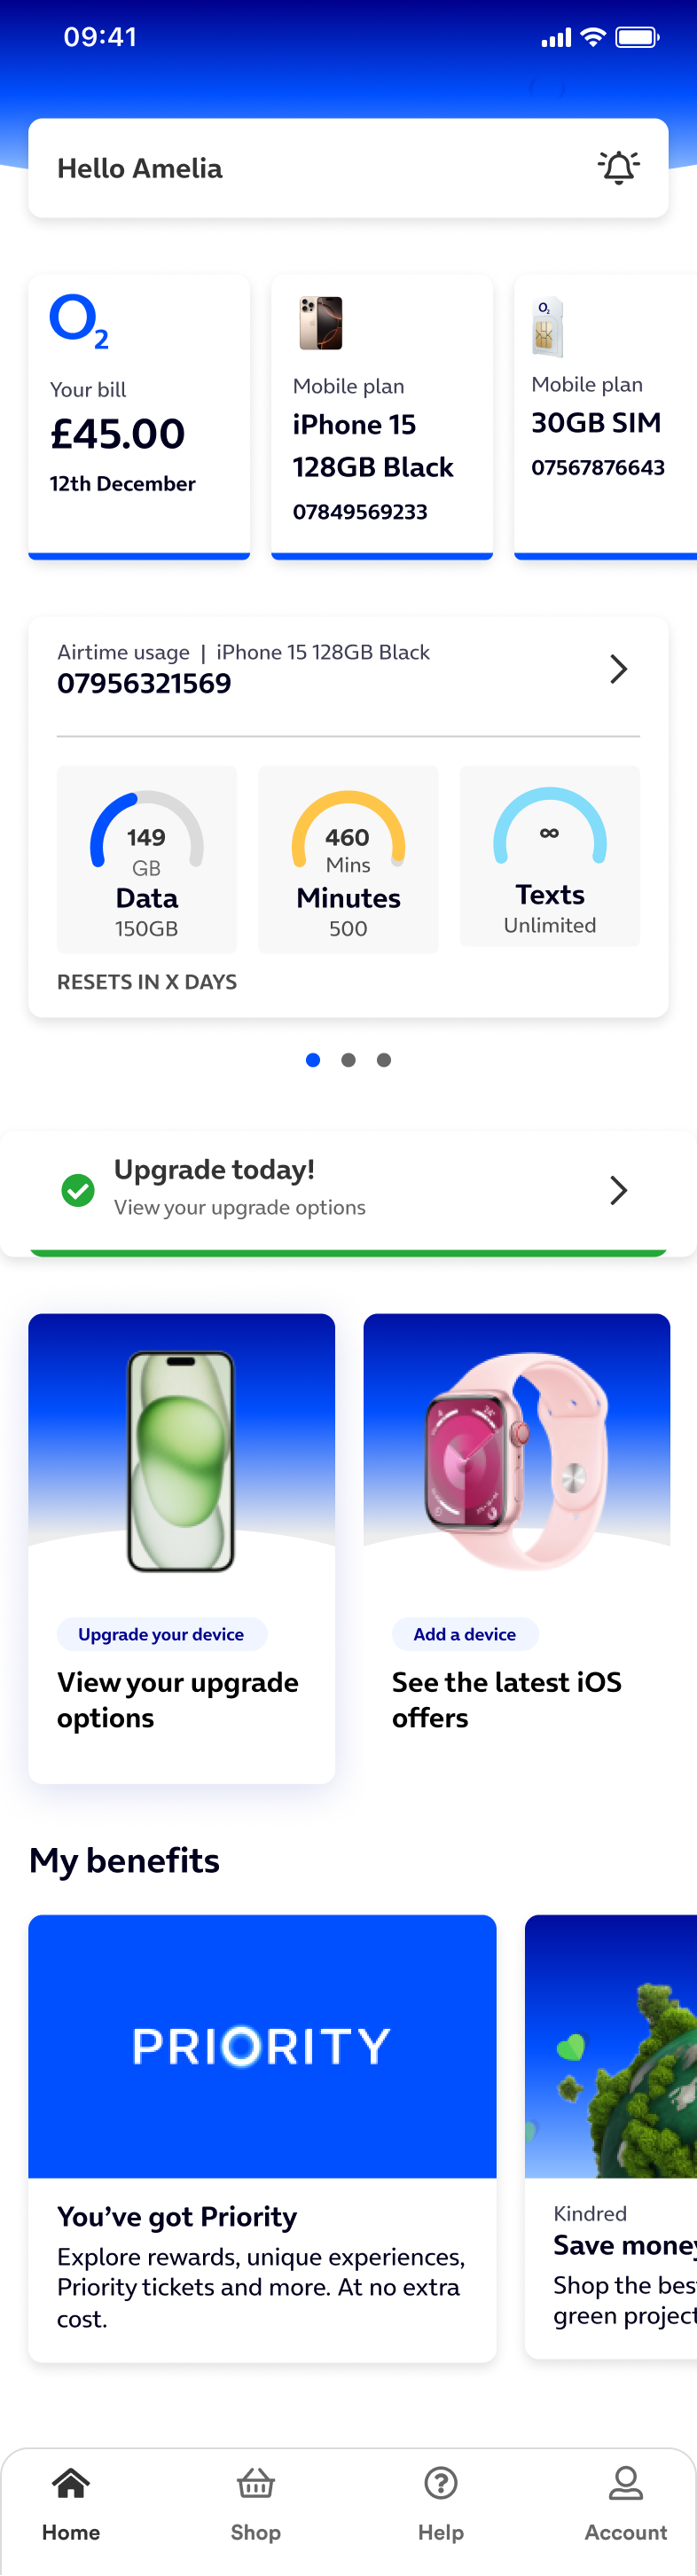 09:41
Hello Amelia
O2
Your bill
£45.00
12th December
Mobile plan
iPhone 15
128GB Black
07849569233
O2
Mobile plan
30GB SIM
07567876643
Airtime usage | iPhone 15 128GB Black
07956321569
149
GB
Data
150GB
460
Mins
Minutes
500
∞
Texts
Unlimited
RESETS IN X DAYS
Upgrade today!
View your upgrade options
Upgrade your device
View your upgrade
options
Add a device
See the latest iOS
offers
My benefits
PRIORITY
You’ve got Priority
Explore rewards, unique experiences,
Priority tickets and more. At no extra
cost.
Kindred
Save money
Shop the bes
green project
Home
Shop
Help
Account